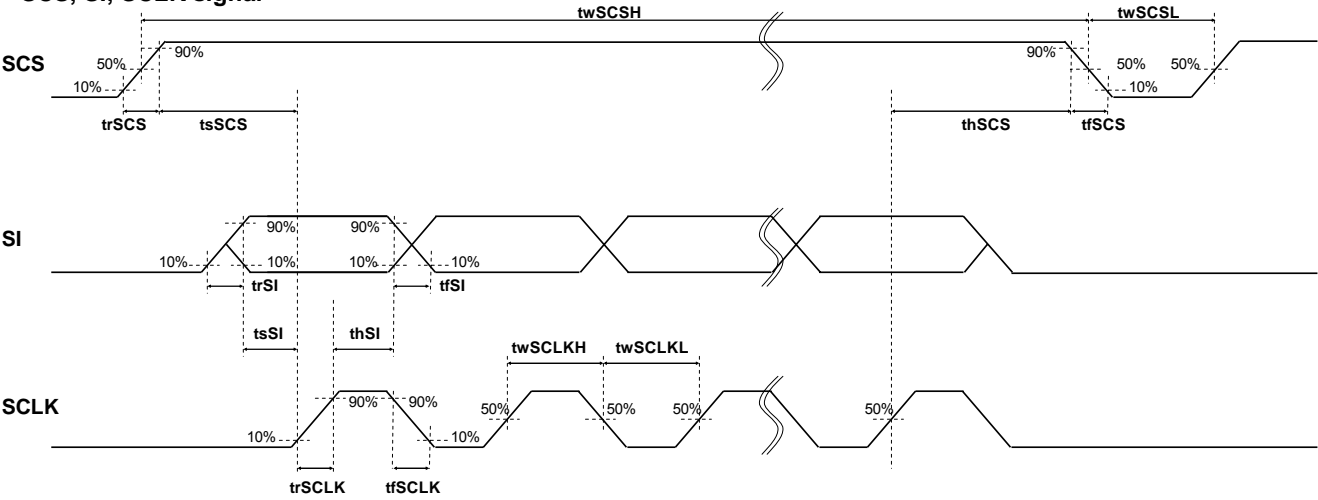 SCS, SI, SCLK signal
twSCSH twSCSL
SCS
90% 90%
50% 50% 50%
10% 10%
trSCS tsSCS thSCS tfSCS
SI
90% 90%
10% 10% 10% 10%
trSI tfSI
tsSI thSI
twSCLKH twSCLKL
SCLK
90% 90% 50% 50% 50% 50%
10% 10%
trSCLK tfSCLK